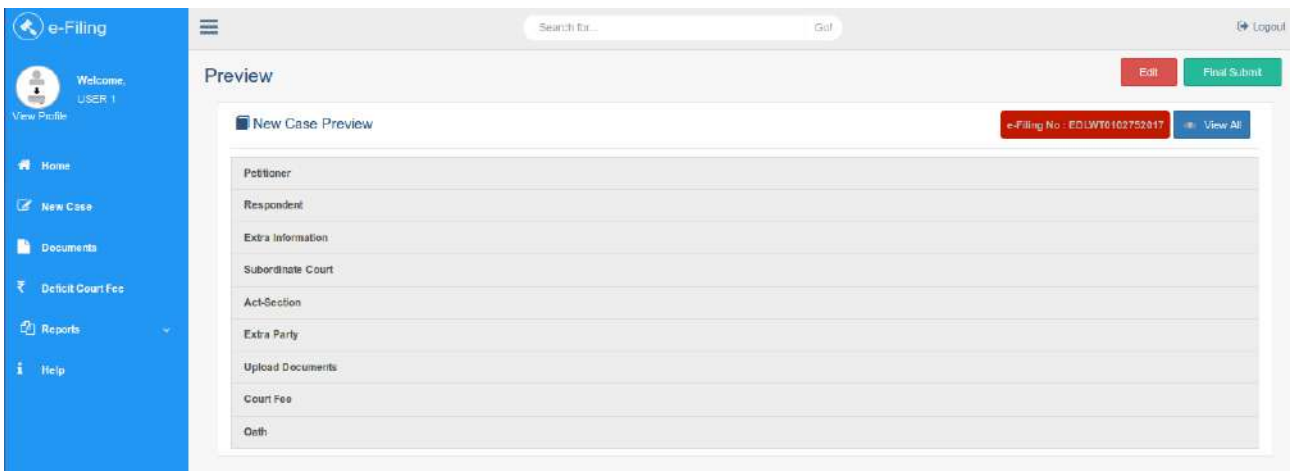 e-Filing
Search for...
Go!
Logout
Welcome,
USER 1
View Profile
Preview
Edit
Final Submit
New Case Preview
e-Filing No : EDLWT0102752017
View All
Home
New Case
Documents
₹ Deficit Court Fee
Reports
Help
Petitioner
Respondent
Extra Information
Subordinate Court
Act-Section
Extra Party
Upload Documents
Court Fee
Oath